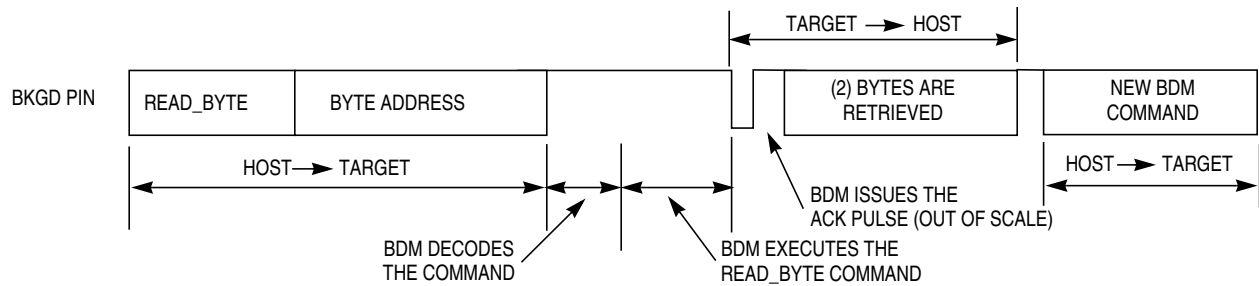 TARGET → HOST
BKGD PIN
READ_BYTE
BYTE ADDRESS
(2) BYTES ARE
RETRIEVED
NEW BDM
COMMAND
HOST → TARGET
HOST → TARGET
BDM ISSUES THE
ACK PULSE (OUT OF SCALE)
BDM DECODES
THE COMMAND
BDM EXECUTES THE
READ_BYTE COMMAND